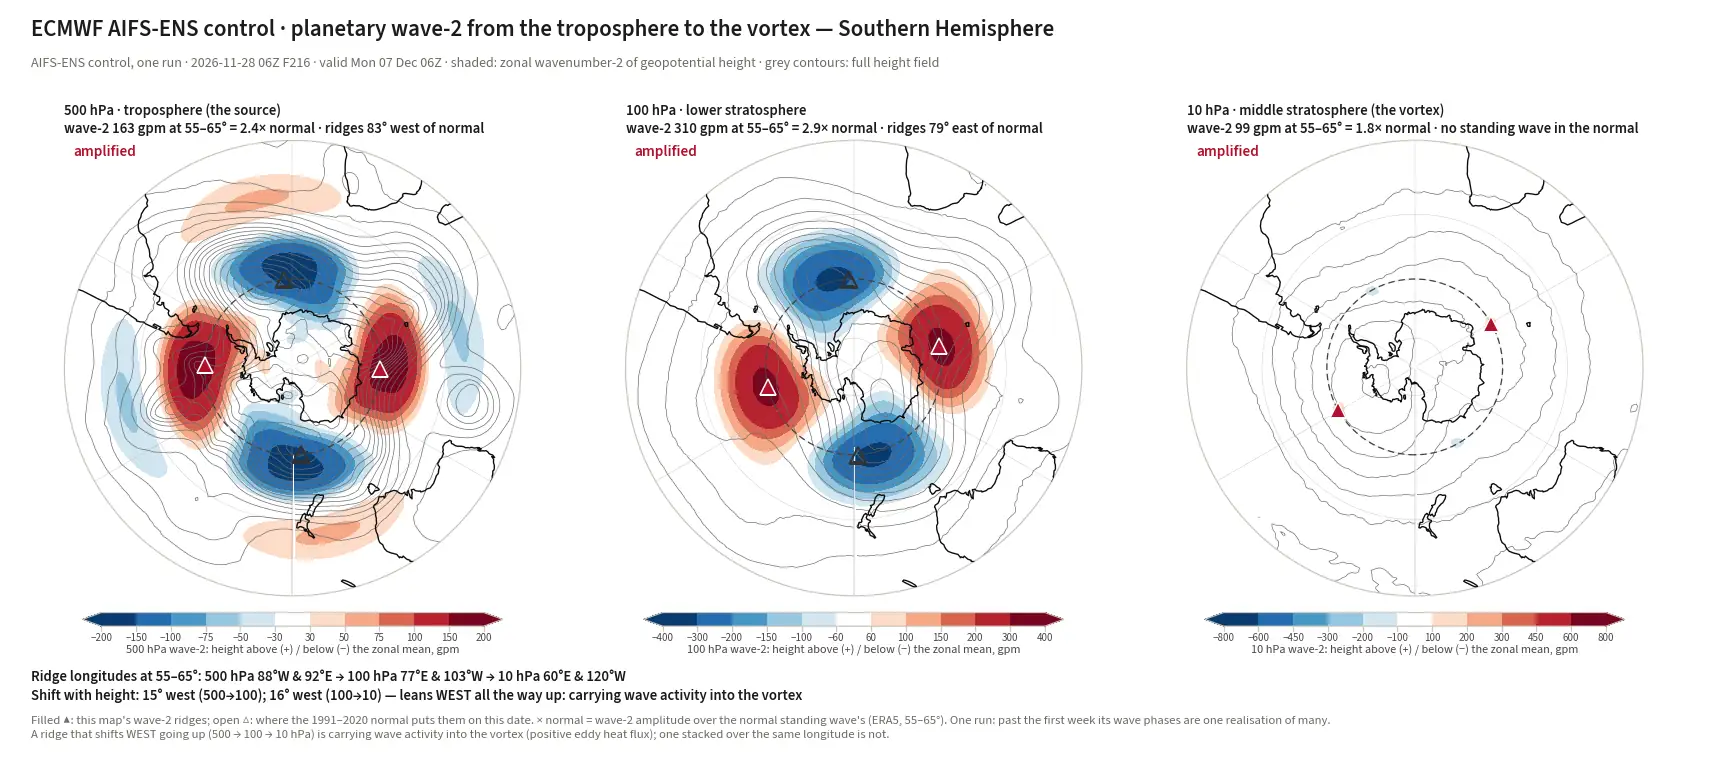 ECMWF AIFS-ENS control · planetary wave-2 from the troposphere to the vortex — Southern Hemisphere
AIFS-ENS control, one run · 2026-11-28 06Z F216 · valid Mon 07 Dec 06Z · shaded: zonal wavenumber-2 of geopotential height · grey contours: full height field
500 hPa · troposphere (the source)
wave-2 163 gpm at 55–65° = 2.4× normal · ridges 83° west of normal
amplified
100 hPa · lower stratosphere
wave-2 310 gpm at 55–65° = 2.9× normal · ridges 79° east of normal
amplified
10 hPa · middle stratosphere (the vortex)
wave-2 99 gpm at 55–65° = 1.8× normal · no standing wave in the normal
amplified
−200 −150 −100 −75 −50 −30 30 50 75 100 150 200
500 hPa wave-2: height above (+) / below (−) the zonal mean, gpm
−400 −300 −200 −150 −100 −60 60 100 150 200 300 400
100 hPa wave-2: height above (+) / below (−) the zonal mean, gpm
−800 −600 −450 −300 −200 −100 100 200 300 450 600 800
10 hPa wave-2: height above (+) / below (−) the zonal mean, gpm
Ridge longitudes at 55–65°: 500 hPa 88°W & 92°E → 100 hPa 77°E & 103°W → 10 hPa 60°E & 120°W
Shift with height: 15° west (500→100); 16° west (100→10) — leans WEST all the way up: carrying wave activity into the vortex
Filled ▲: this map's wave-2 ridges; open △: where the 1991–2020 normal puts them on this date. × normal = wave-2 amplitude over the normal standing wave's (ERA5, 55–65°). One run: past the first week its wave phases are one realisation of many.
A ridge that shifts WEST going up (500 → 100 → 10 hPa) is carrying wave activity into the vortex (positive eddy heat flux); one stacked over the same longitude is not.